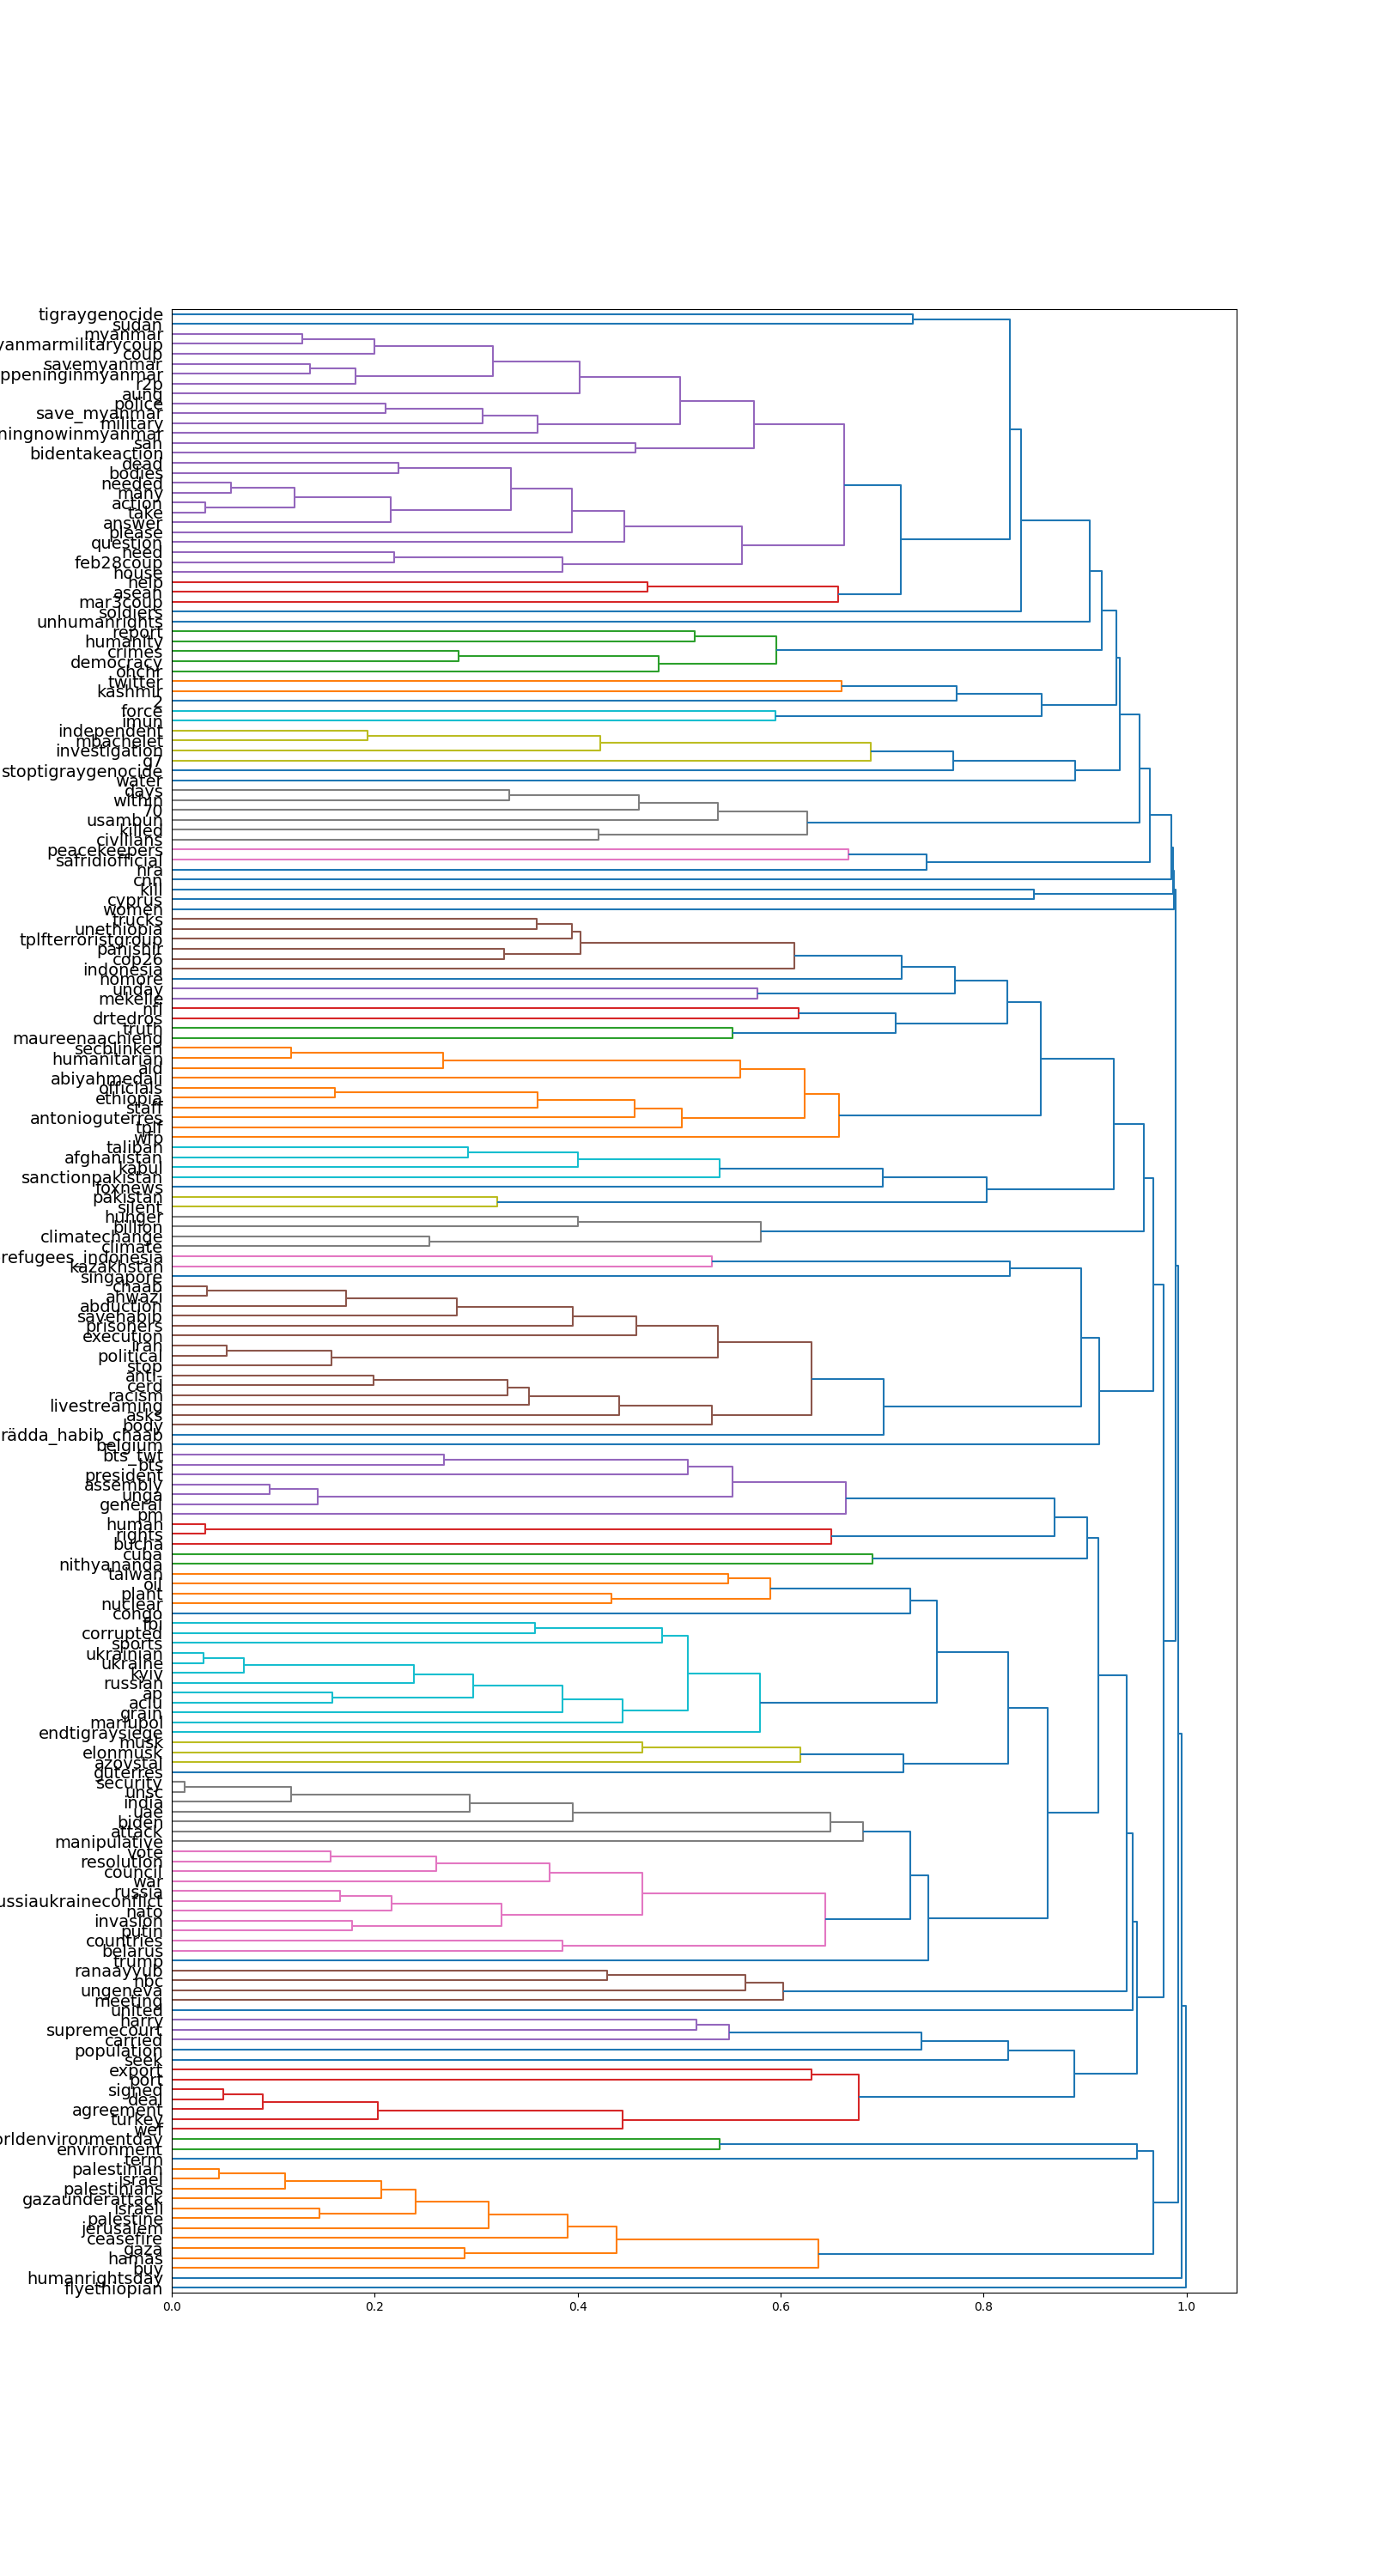 tigraygenocide
sudan
myanmar
yanmarmilitarycoup
coup
savemyanmar
ppeninginmyanmar
r2p
aung
police
save_myanmar
military
ningnowinmyanmar
san
bidentakeaction
dead
bodies
needed
many
action
take
answer
please
question
need
feb28coup
house
help
asean
mar3coup
soldiers
unhumanrights
report
humanity
crimes
democracy
ohchr
twitter
kashmir
2
force
imun
independent
mbachelet
investigation
g7
stoptigraygenocide
water
days
within
70
usambun
killed
civilians
peacekeepers
safridiofficial
nra
cnn
kill
cyprus
women
trucks
unethiopia
tplfterroristgroup
panjshir
cop26
indonesia
nomore
unday
mekelle
nfl
drtedros
truth
maureenaachieng
secblinken
humanitarian
aid
abiyahmedali
officials
ethiopia
staff
antonioguterres
tplf
wfp
taliban
afghanistan
kabul
sanctionpakistan
foxnews
pakistan
silent
hunger
billion
climatechange
climate
refugees_indonesia
kazakhstan
singapore
chaab
ahwazi
abduction
savehabib
prisoners
execution
iran
political
stop
anti-
cerd
racism
livestreaming
asks
body
rädda_habib_chaab
belgium
bts_twt
bts
president
assembly
unga
general
pm
human
rights
bucha
cuba
nithyananda
taiwan
oil
plant
nuclear
congo
fbi
corrupted
sports
ukrainian
ukraine
kyiv
russian
ap
aclu
grain
mariupol
endtigraysiege
musk
elonmusk
azovstal
guterres
security
unsc
india
uae
biden
attack
manipulative
vote
resolution
council
war
russia
ussiaukraineconflict
nato
invasion
putin
countries
belarus
trump
ranaayyub
nbc
ungeneva
meeting
united
harry
supremecourt
carried
population
seek
export
port
signed
deal
agreement
turkey
wef
orldenvironmentday
environment
term
palestinian
israel
palestinians
gazaunderattack
israeli
palestine
jerusalem
ceasefire
gaza
hamas
buy
humanrightsday
flyethiopian
0.0 0.2 0.4 0.6 0.8 1.0